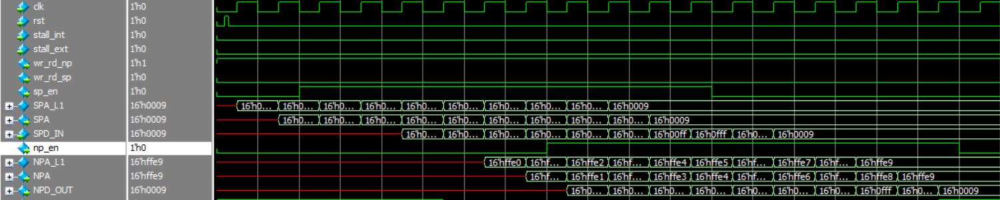 clk 1'h0
rst 1'h0
stall_int 1'h0
stall_ext 1'h0
wr_rd_np 1'h1
wr_rd_sp 1'h0
sp_en 1'h0
SPA_L1 16'h0009 16'h0... 16'h0... 16'h0... 16'h0... 16'h0... 16'h0... 16'h0... 16'h0... 16'h0... 16'h0009
SPA 16'h0009 16'h0... 16'h0... 16'h0... 16'h0... 16'h0... 16'h0... 16'h0... 16'h0... 16'h0... 16'h0009
SPD_IN 16'h0009 16'h0... 16'h0... 16'h0... 16'h0... 16'h0... 16'h0... 16'h00ff 16'h0fff 16'h0... 16'h0009
np_en 1'h0
NPA_L1 16'hffe9 16'hffe0 16'hf... 16'hffe2 16'hf... 16'hffe4 16'hffe5 16'hf... 16'hffe7 16'hf... 16'hffe9
NPA 16'hffe9 16'hf... 16'hffe1 16'hf... 16'hffe3 16'hffe4 16'hf... 16'hffe6 16'hf... 16'hffe8 16'hffe9
NPD_OUT 16'h0009 16'h0... 16'h0... 16'h0... 16'h0... 16'h0... 16'h0... 16'h0... 16'h0fff 16'h0... 16'h0009